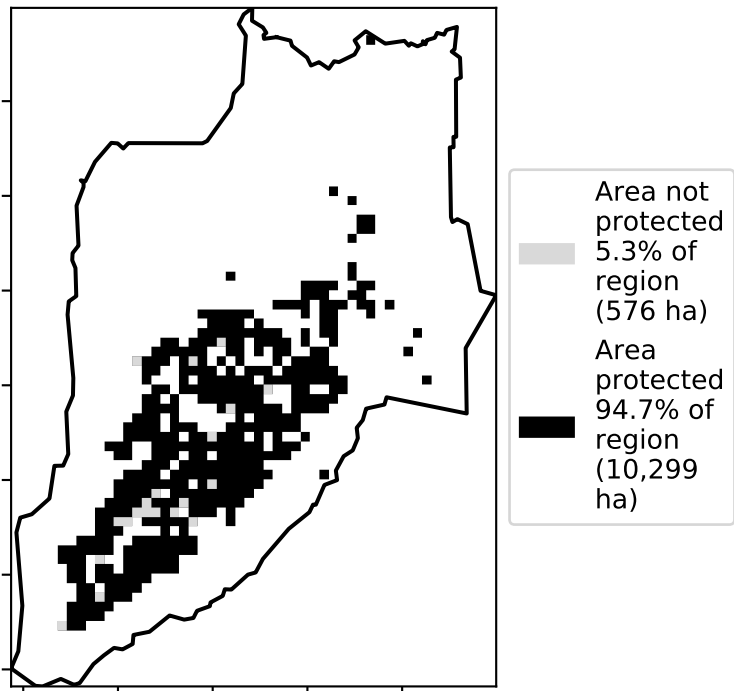 Area not
protected
5.3% of
region
(576 ha)
Area
protected
94.7% of
region
(10,299
ha)